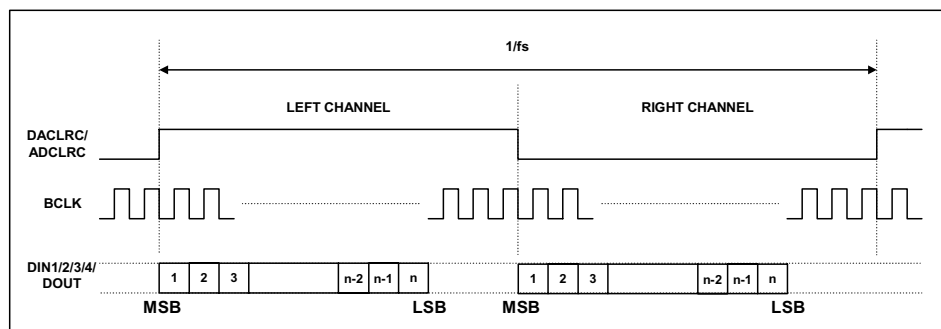 1/fs
LEFT CHANNEL
RIGHT CHANNEL
DACLRC/
ADCLRC
BCLK
DIN1/2/3/4/
DOUT
1 2 3 n-2 n-1 n 1 2 3 n-2 n-1 n
MSB LSB MSB LSB